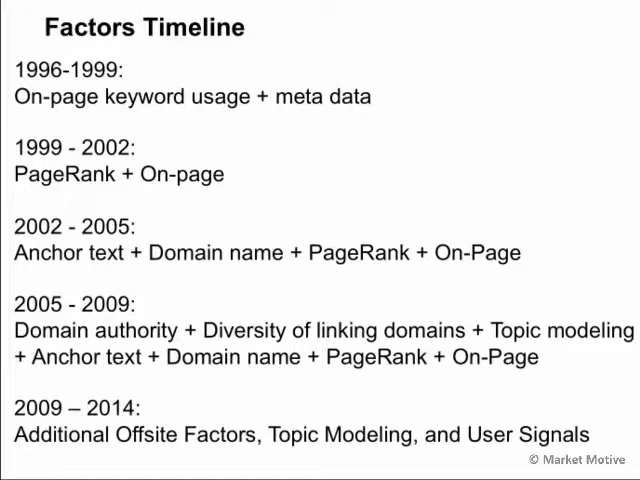 Factors Timeline
1996-1999:
On-page keyword usage + meta data
1999 - 2002:
PageRank + On-page
2002 - 2005:
Anchor text + Domain name + PageRank + On-Page
2005 - 2009:
Domain authority + Diversity of linking domains + Topic modeling
+ Anchor text + Domain name + PageRank + On-Page
2009 – 2014:
Additional Offsite Factors, Topic Modeling, and User Signals
© Market Motive